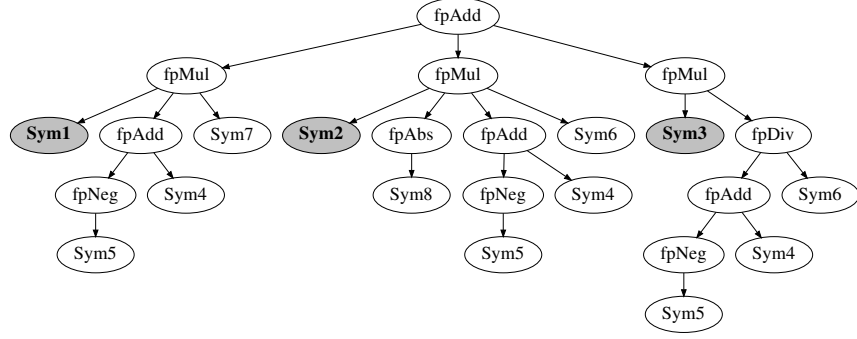 fpAdd
fpMul fpMul fpMul
Sym1 fpAdd Sym7 Sym2 fpAbs fpAdd Sym6 Sym3 fpDiv
fpNeg Sym4 Sym8 fpNeg Sym4 fpAdd Sym6
Sym5 Sym5 fpNeg Sym4
Sym5